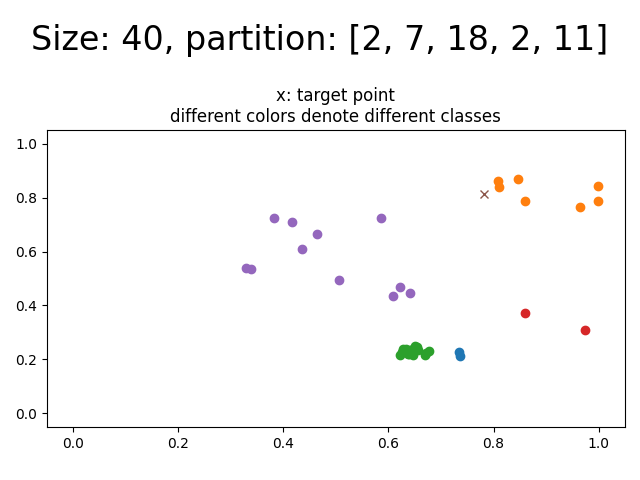 Size: 40, partition: [2, 7, 18, 2, 11]
x: target point
different colors denote different classes
1.0
0.8
0.6
0.4
0.2
0.0
0.0 0.2 0.4 0.6 0.8 1.0